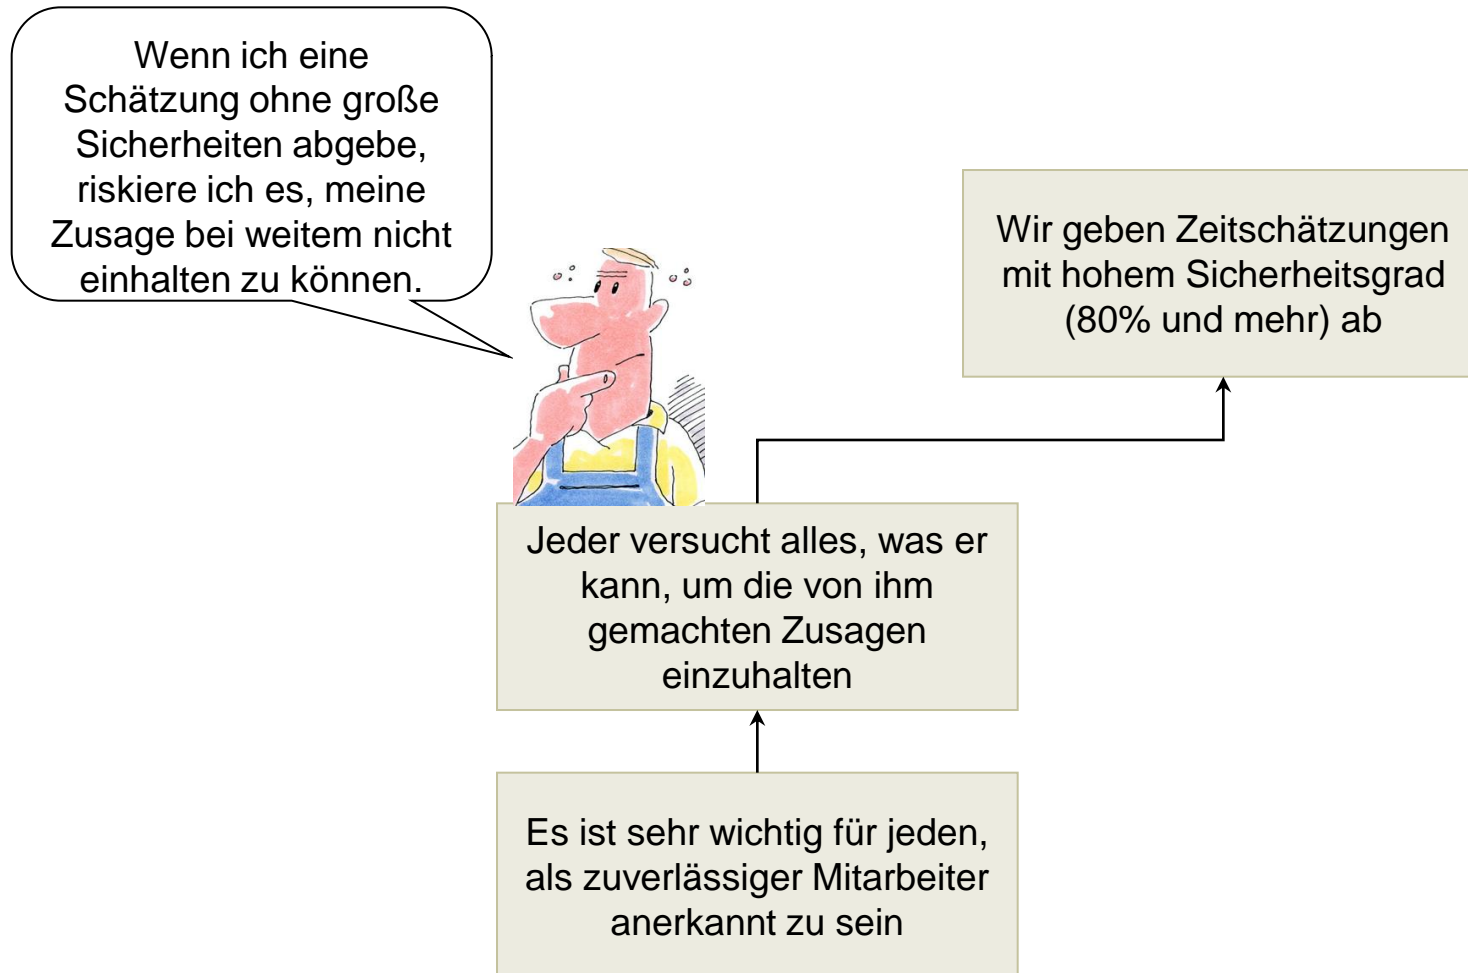 Wenn ich eine
Schätzung ohne große
Sicherheiten abgebe,
riskiere ich es, meine
Zusage bei weitem nicht
einhalten zu können.
Wir geben Zeitschätzungen
mit hohem Sicherheitsgrad
(80% und mehr) ab
Jeder versucht alles, was er
kann, um die von ihm
gemachten Zusagen
einzuhalten
Es ist sehr wichtig für jeden,
als zuverlässiger Mitarbeiter
anerkannt zu sein